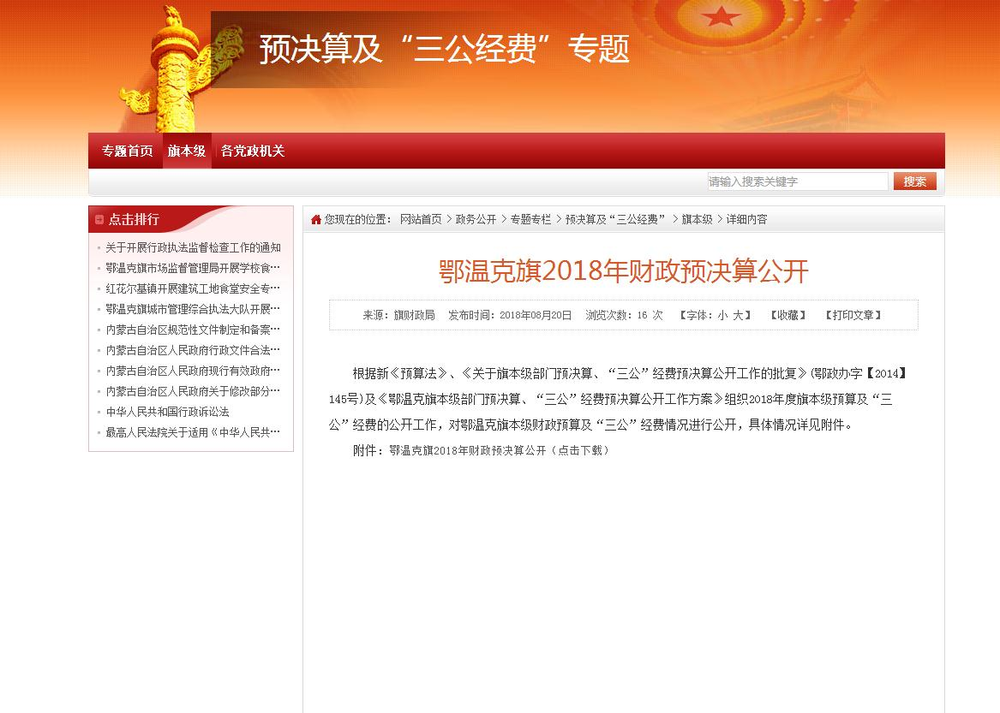 预决算及“三公经费”专题
专题首页 旗本级 各党政机关
请输入搜索关键字 搜索
点击排行
关于开展行政执法监督检查工作的通知
鄂温克旗市场监督管理局开展学校食…
红花尔基镇开展建筑工地食堂安全专…
鄂温克旗城市管理综合执法大队开展…
内蒙古自治区规范性文件制定和备案…
内蒙古自治区人民政府行政文件合法…
内蒙古自治区人民政府现行有效政府…
内蒙古自治区人民政府关于修改部分…
中华人民共和国行政诉讼法
最高人民法院关于适用《中华人民共…
您现在的位置： 网站首页 > 政务公开 > 专题专栏 > 预决算及“三公经费” > 旗本级 > 详细内容
鄂温克旗2018年财政预决算公开
来源：旗财政局 发布时间：2018年08月20日 浏览次数：16 次 【字体：小 大】 【收藏】 【打印文章】
根据新《预算法》、《关于旗本级部门预决算、“三公”经费预决算公开工作的批复》(鄂政办字【2014】
145号)及《鄂温克旗本级部门预决算、“三公”经费预决算公开工作方案》组织2018年度旗本级预算及“三
公”经费的公开工作，对鄂温克旗本级财政预算及“三公”经费情况进行公开，具体情况详见附件。
附件：鄂温克旗2018年财政预决算公开（点击下载）